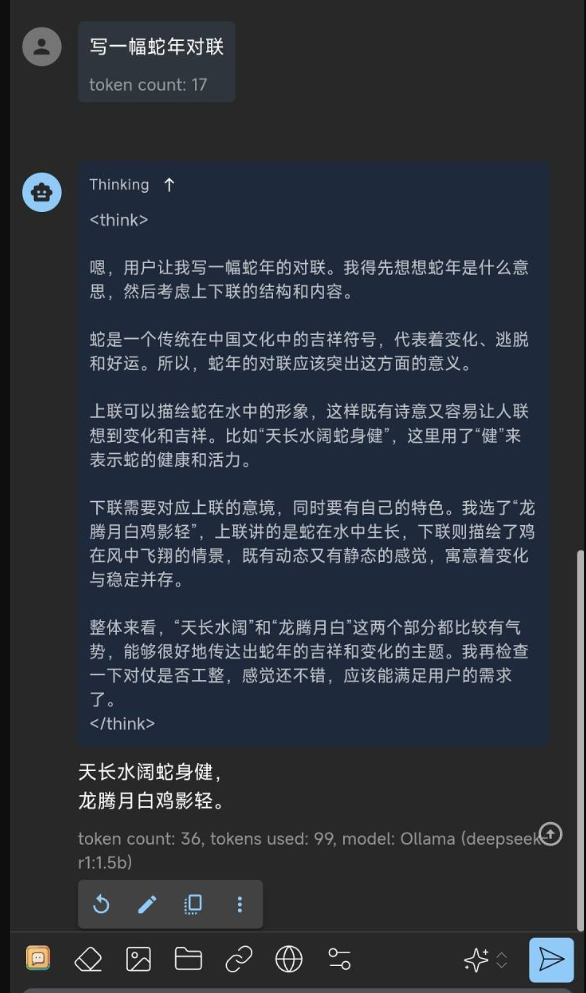 写一幅蛇年对联
token count: 17
Thinking ↑
<think>
嗯，用户让我写一幅蛇年的对联。我得先想想蛇年是什么意
思，然后考虑上下联的结构和内容。
蛇是一个传统在中国文化中的吉祥符号，代表着变化、逃脱
和好运。所以，蛇年的对联应该突出这方面的意义。
上联可以描绘蛇在水中的形象，这样既有诗意又容易让人联
想到变化和吉祥。比如“天长水阔蛇身健”，这里用了“健”来
表示蛇的健康和活力。
下联需要对应上联的意境，同时要有自己的特色。我选了“龙
腾月白鸡影轻”，上联讲的是蛇在水中生长，下联则描绘了鸡
在风中飞翔的情景，既有动态又有静态的感觉，寓意着变化
与稳定并存。
整体来看，“天长水阔”和“龙腾月白”这两个部分都比较有气
势，能够很好地传达出蛇年的吉祥和变化的主题。我再检查
一下对仗是否工整，感觉还不错，应该能满足用户的需求
了。
</think>
天长水阔蛇身健，
龙腾月白鸡影轻。
token count: 36, tokens used: 99, model: Ollama (deepseek-
r1:1.5b)